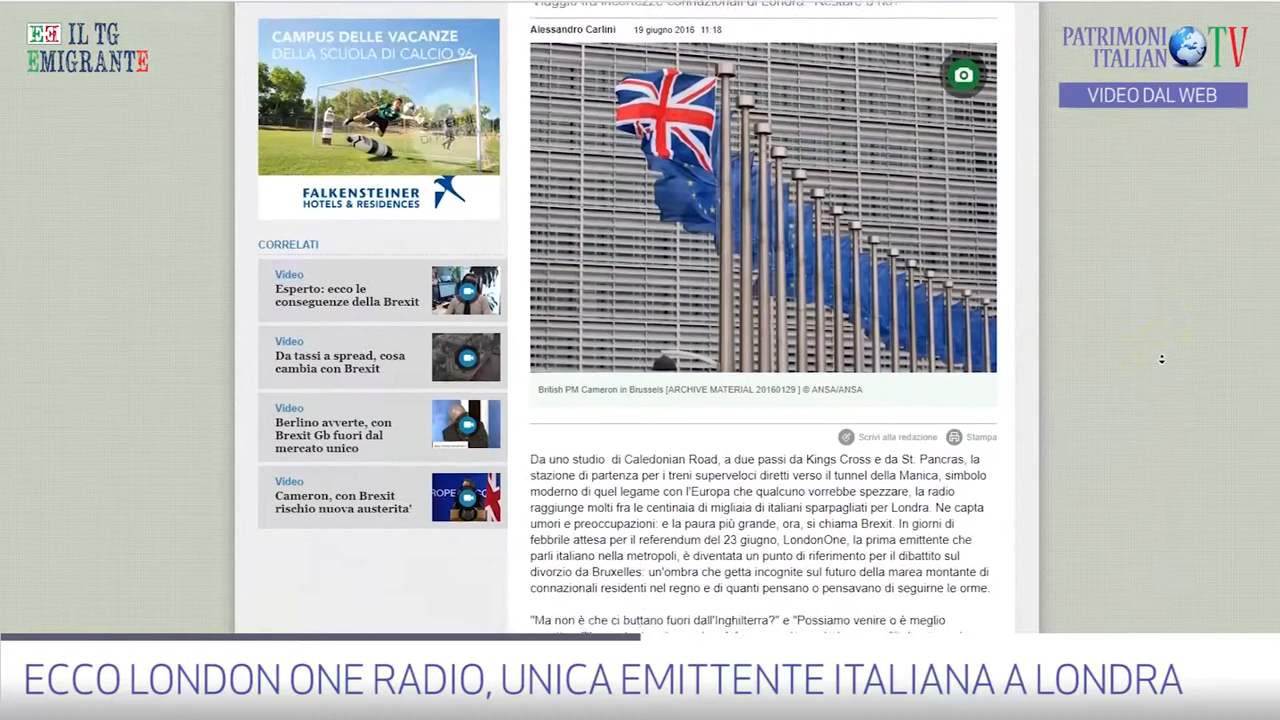 IL TG
EMIGRANTE
PATRIMONI
ITALIAN TV
VIDEO DAL WEB
CAMPUS DELLE VACANZE
DELLA SCUOLA DI CALCIO 96
FALKENSTEINER
HOTELS & RESIDENCES
CORRELATI
Video
Esperto: ecco le
conseguenze della Brexit
Video
Da tassi a spread, cosa
cambia con Brexit
Video
Berlino avverte, con
Brexit Gb fuori dal
mercato unico
Video
Cameron, con Brexit
rischio nuova austerita'
Alessandro Carlini 19 giugno 2016 11:18
British PM Cameron in Brussels [ARCHIVE MATERIAL 20160129 ] © ANSA/ANSA
Scrivi alla redazione Stampa
Da uno studio di Caledonian Road, a due passi da Kings Cross e da St. Pancras, la
stazione di partenza per i treni superveloci diretti verso il tunnel della Manica, simbolo
moderno di quel legame con l'Europa che qualcuno vorrebbe spezzare, la radio
raggiunge molti fra le centinaia di migliaia di italiani sparpagliati per Londra. Ne capta
umori e preoccupazioni: e la paura più grande, ora, si chiama Brexit. In giorni di
febbrile attesa per il referendum del 23 giugno, LondonOne, la prima emittente che
parli italiano nella metropoli, è diventata un punto di riferimento per il dibattito sul
divorzio da Bruxelles: un'ombra che getta incognite sul futuro della marea montante di
connazionali residenti nel regno e di quanti pensano o pensavano di seguirne le orme.
"Ma non è che ci buttano fuori dall'Inghilterra?" e "Possiamo venire o è meglio
ECCO LONDON ONE RADIO, UNICA EMITTENTE ITALIANA A LONDRA